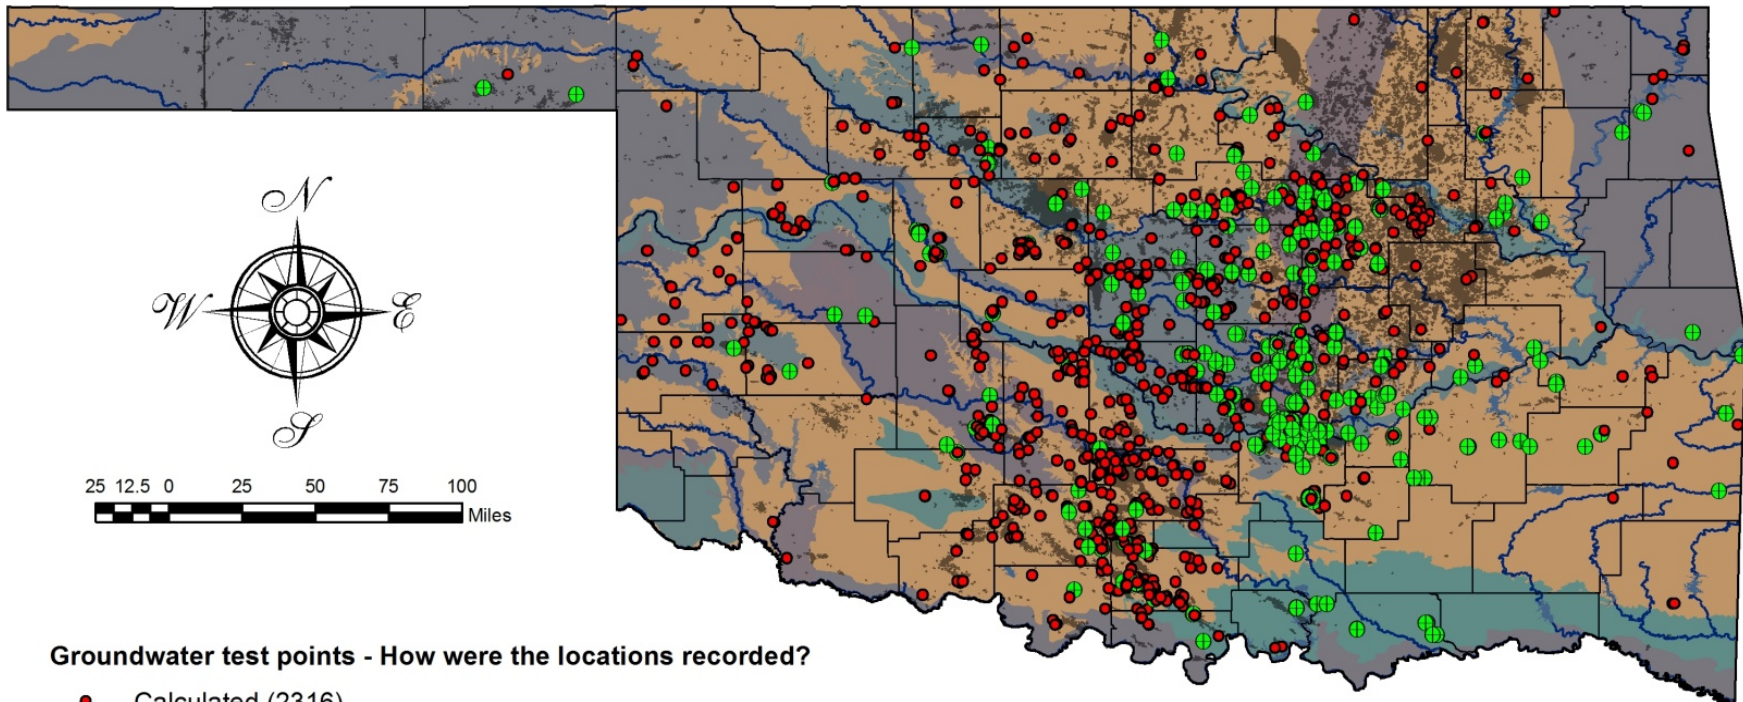 N
W E
S
25 12.5 0 25 50 75 100
Miles
Groundwater test points - How were the locations recorded?
Calculated (2316)